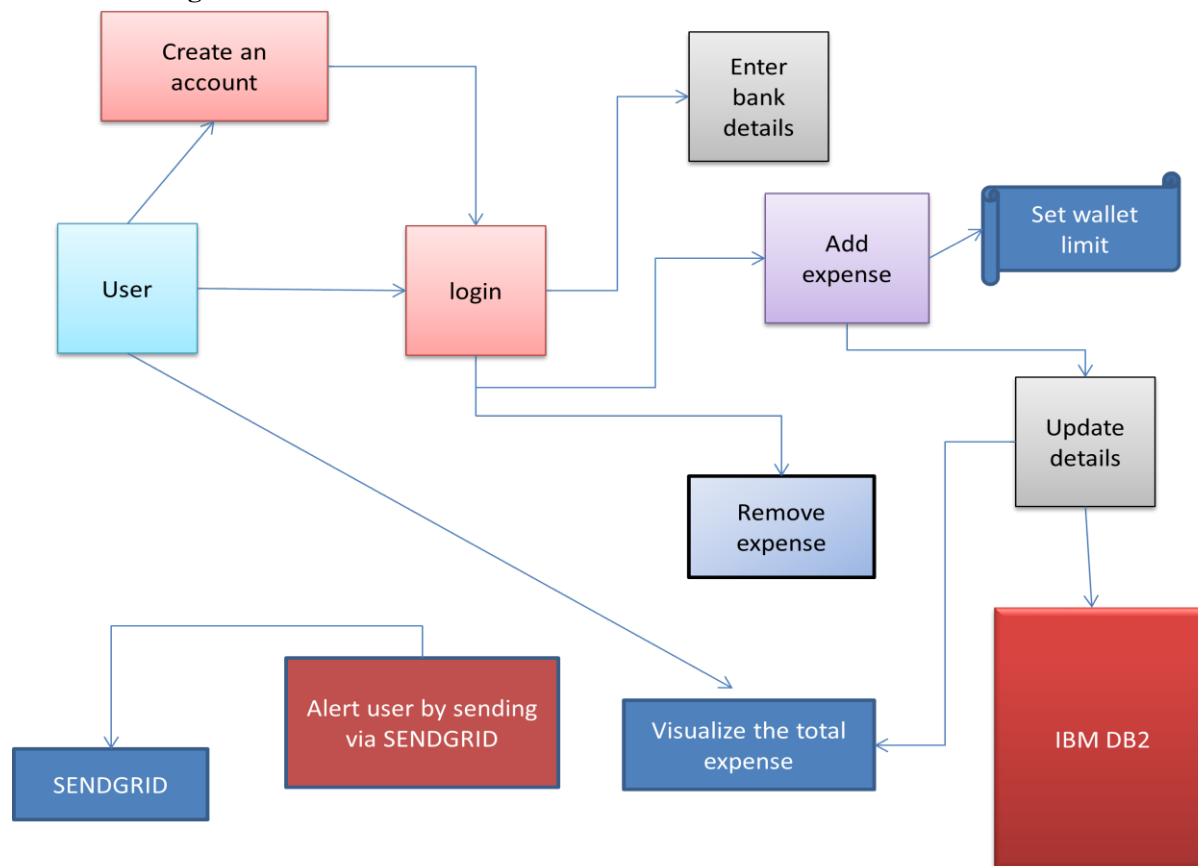 Create an
account
Enter
bank
details
Set wallet
limit
Add
expense
User
login
Update
details
Remove
expense
Alert user by sending
via SENDGRID
Visualize the total
expense
IBM DB2
SENDGRID